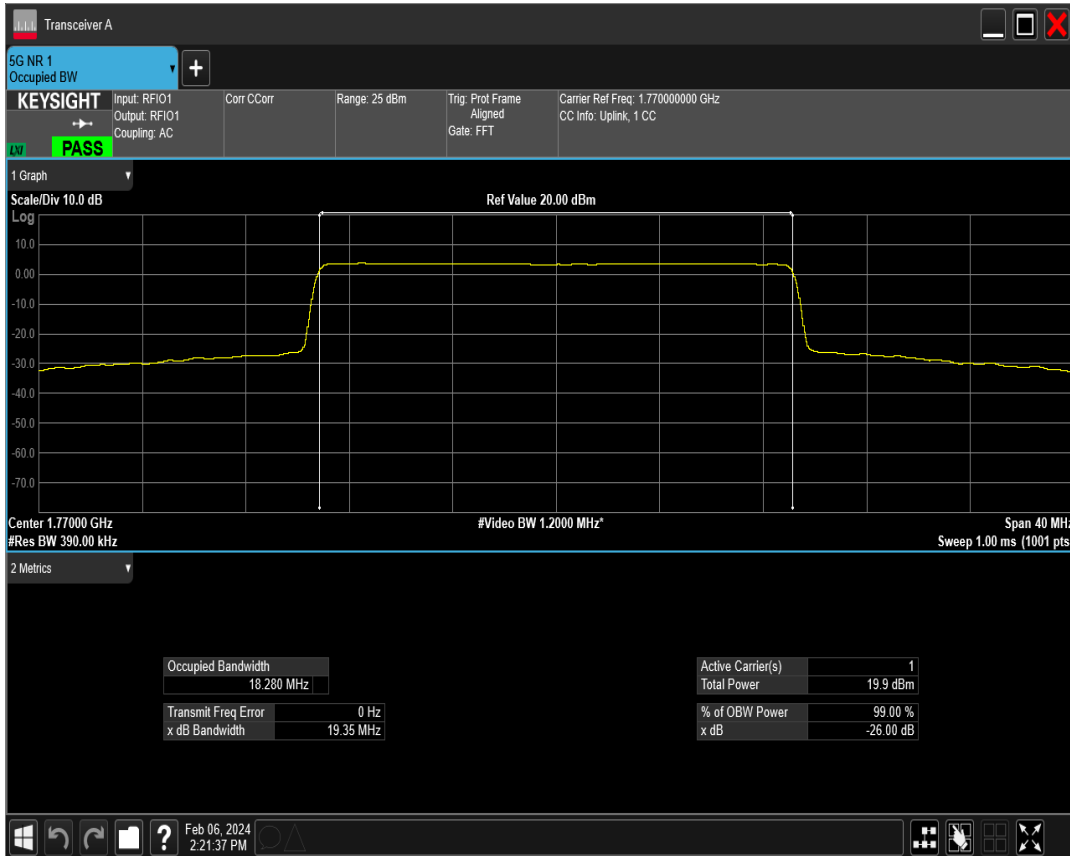 Transceiver A
5G NR 1
Occupied BW
+
KEYSIGHT
LXI
PASS
Input: RFIO1
Output: RFIO1
Coupling: AC
Corr CCorr
Range: 25 dBm
Trig: Prot Frame
Aligned
Gate: FFT
Carrier Ref Freq: 1.770000000 GHz
CC Info: Uplink, 1 CC
1 Graph
Scale/Div 10.0 dB
Ref Value 20.00 dBm
Log
10.0
0.00
-10.0
-20.0
-30.0
-40.0
-50.0
-60.0
-70.0
Center 1.77000 GHz
#Video BW 1.2000 MHz*
Span 40 MHz
#Res BW 390.00 kHz
Sweep 1.00 ms (1001 pts
2 Metrics
Occupied Bandwidth
18.280 MHz
Transmit Freq Error 0 Hz
x dB Bandwidth 19.35 MHz
Active Carrier(s) 1
Total Power 19.9 dBm
% of OBW Power 99.00 %
x dB -26.00 dB
?
Feb 06, 2024
2:21:37 PM